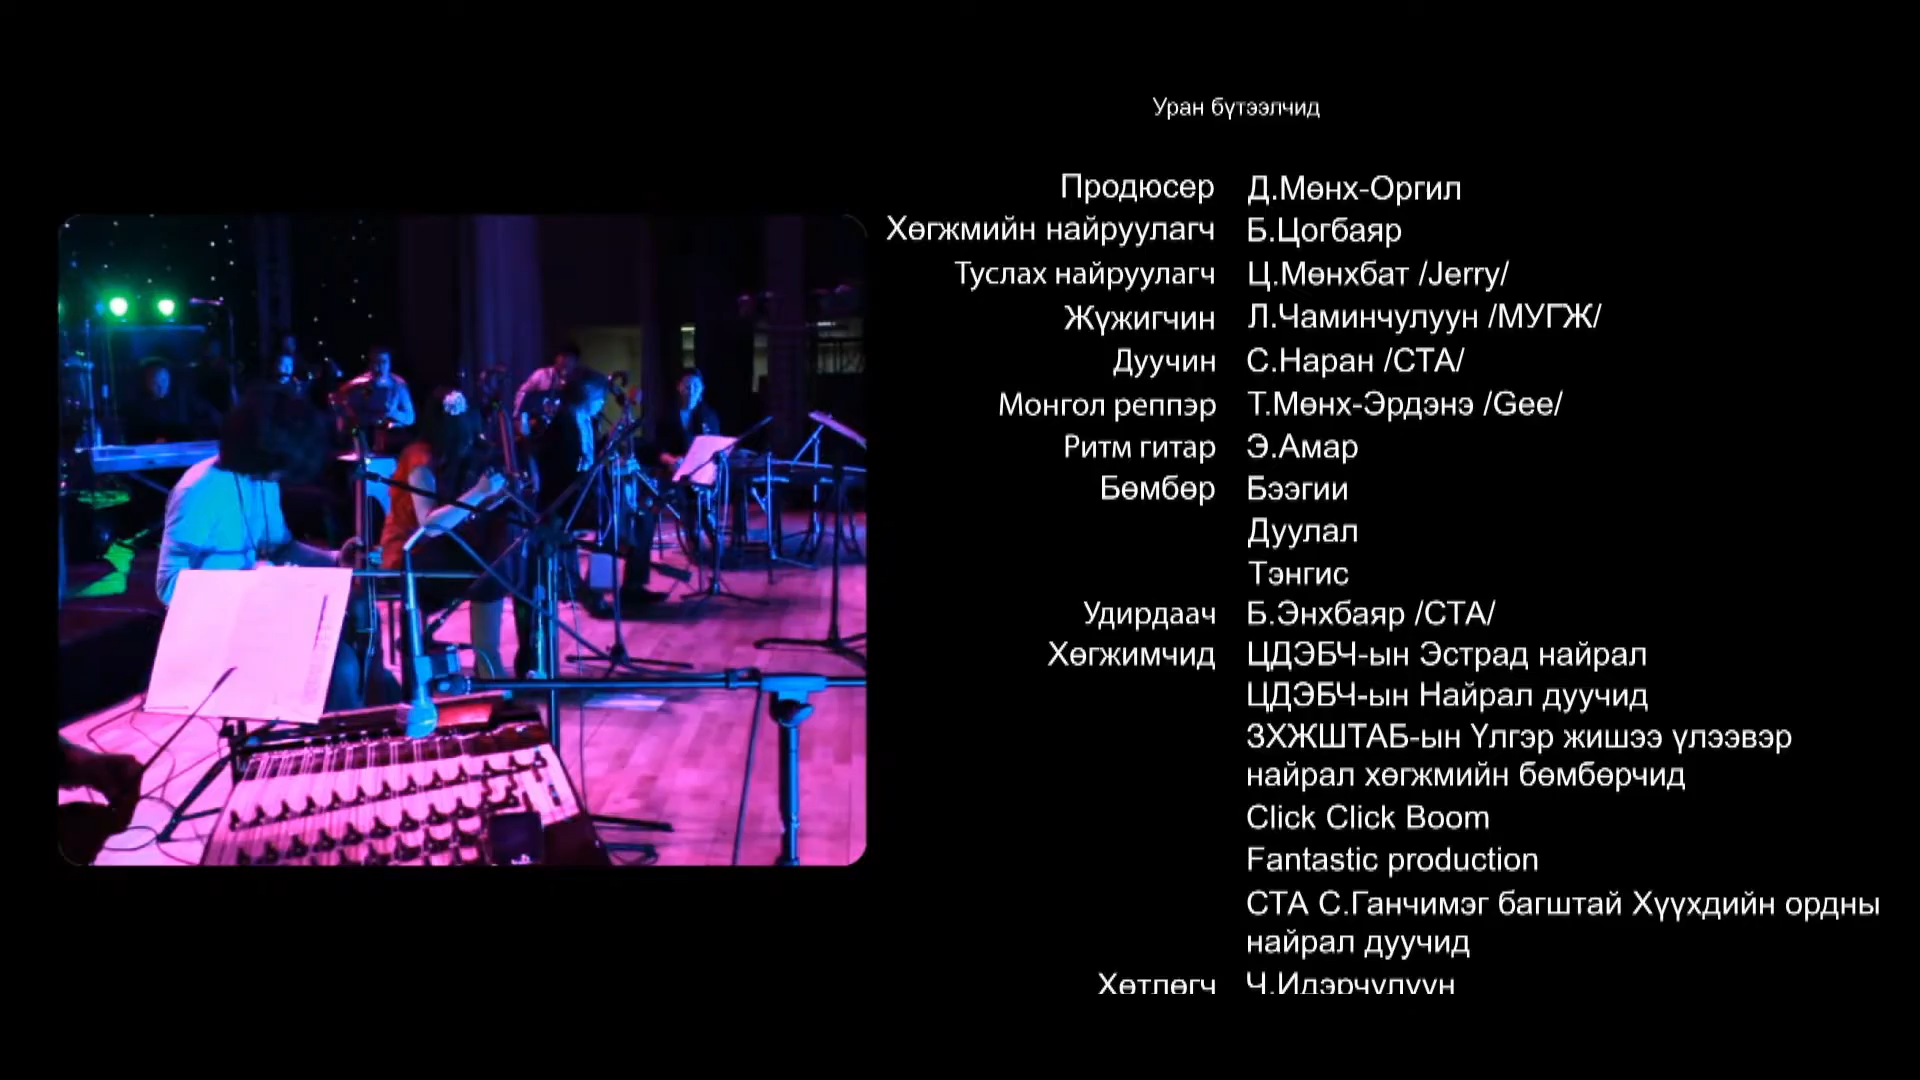 Уран бүтээлчид
Продюсер Д.Мөнх-Оргил
Хөгжмийн найруулагч Б.Цогбаяр
Туслах найруулагч Ц.Мөнхбат /Jerry/
Жүжигчин Л.Чаминчулуун /МУГЖ/
Дуучин С.Наран /СТА/
Монгол реппэр Т.Мөнх-Эрдэнэ /Gee/
Ритм гитар Э.Амар
Бөмбөр Бээгии
Дуулал
Тэнгис
Удирдаач Б.Энхбаяр /СТА/
Хөгжимчид ЦДЭБЧ-ын Эстрад найрал
ЦДЭБЧ-ын Найрал дуучид
ЗХЖШТАБ-ын Үлгэр жишээ үлээвэр
найрал хөгжмийн бөмбөрчид
Click Click Boom
Fantastic production
СТА С.Ганчимэг багштай Хүүхдийн ордны
найрал дуучид
Хөтлөгч Ч.Идэрчулуун